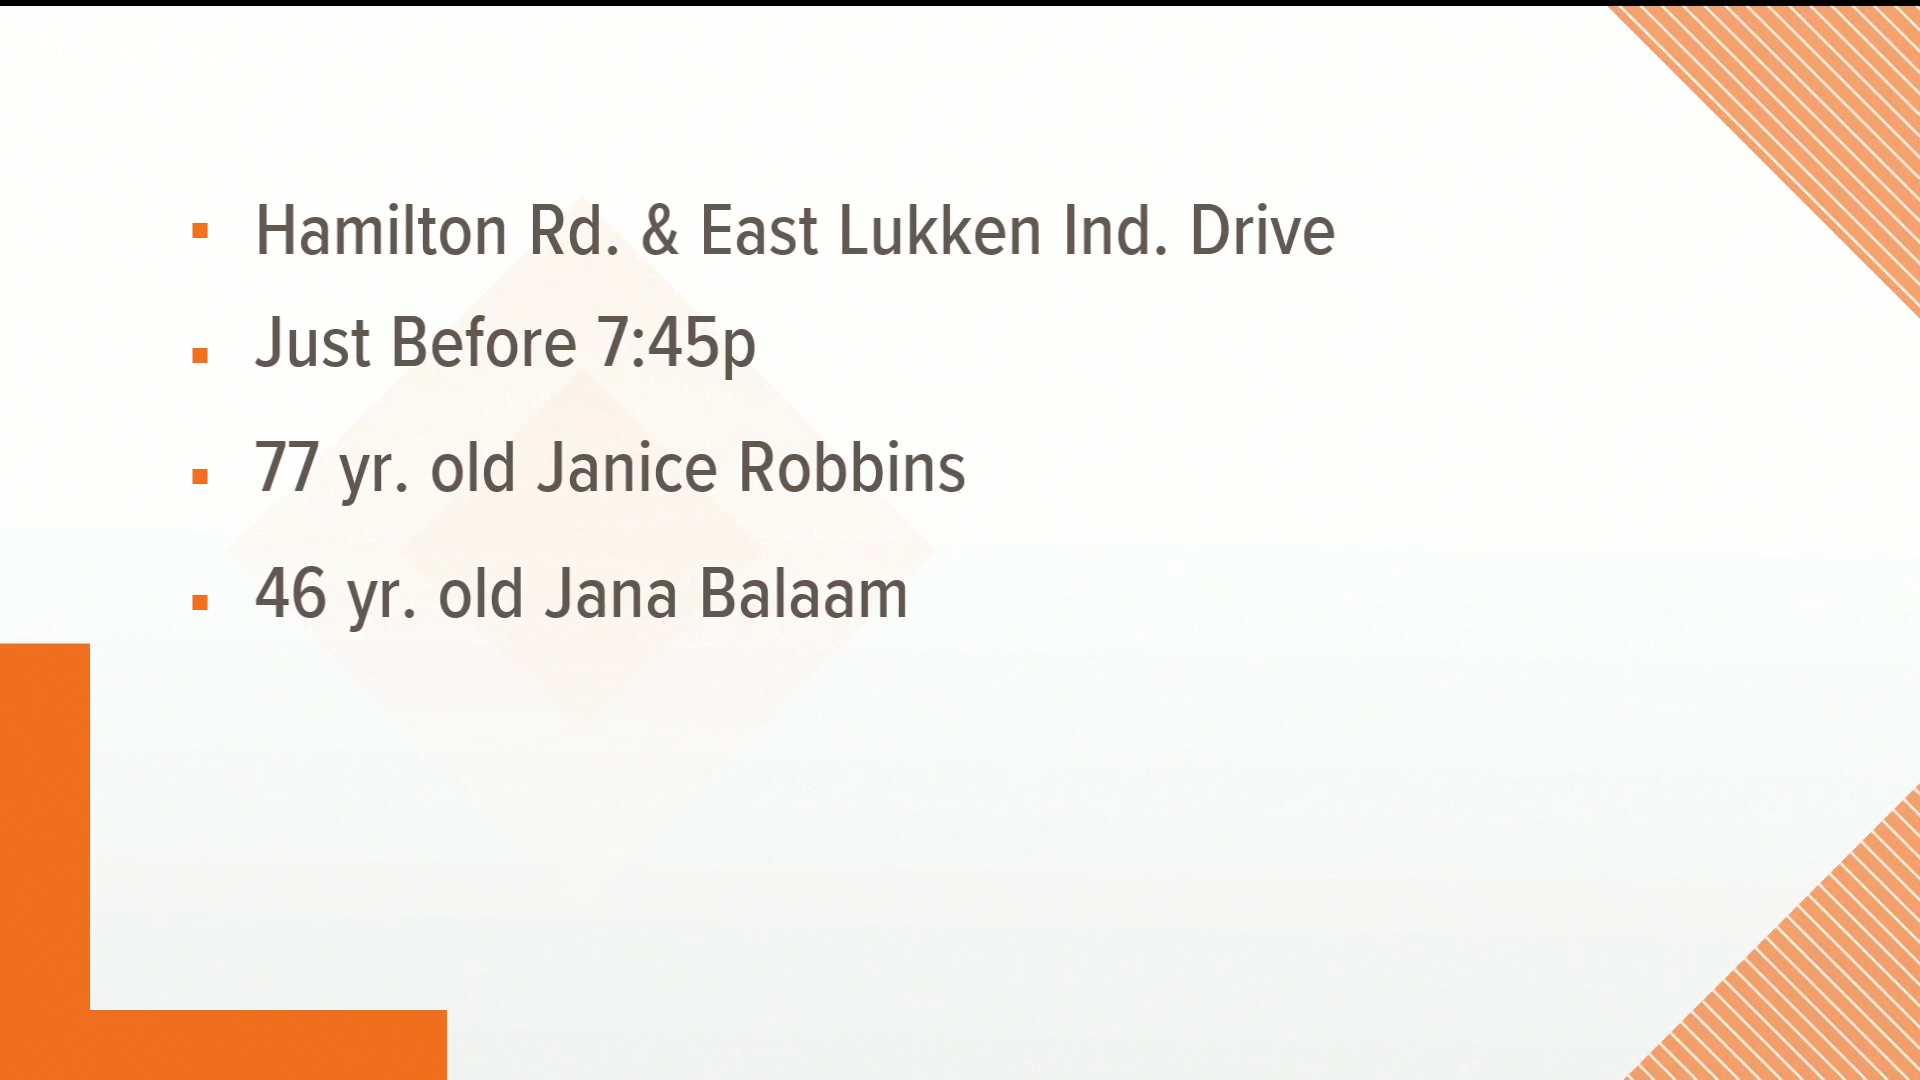 Hamilton Rd. & East Lukken Ind. Drive
Just Before 7:45p
77 yr. old Janice Robbins
46 yr. old Jana Balaam